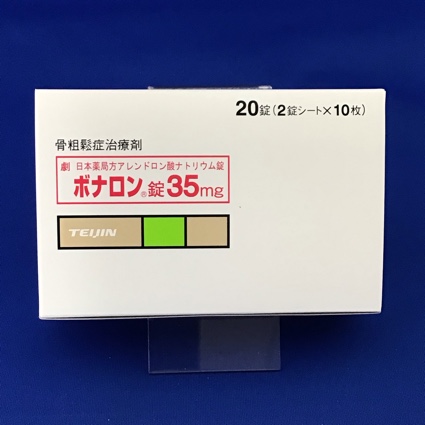 20錠(2錠シート×10枚)
骨粗鬆症治療剤
劇 日本薬局方アレンドロン酸ナトリウム錠
ボナロン®錠35mg
TEIJIN